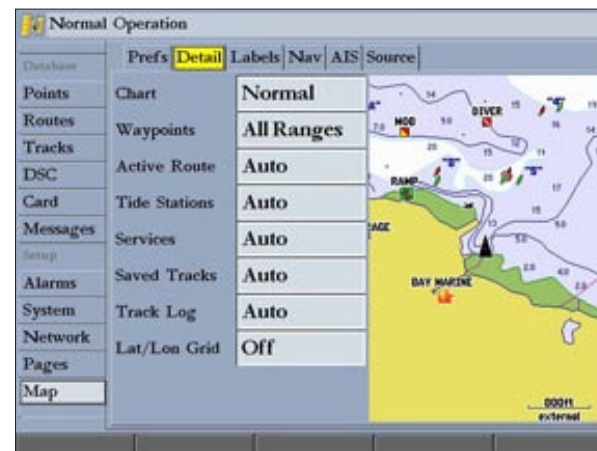 Normal Operation
Database
Points
Routes
Tracks
DSC
Card
Messages
Setup
Alarms
System
Network
Pages
Map
Prefs Detail Labels Nav AIS Source
Chart Normal
Waypoints All Ranges
Active Route Auto
Tide Stations Auto
Services Auto
Saved Tracks Auto
Track Log Auto
Lat/Lon Grid Off
DIVER
MOB
RAMP
BAY MARINE
external